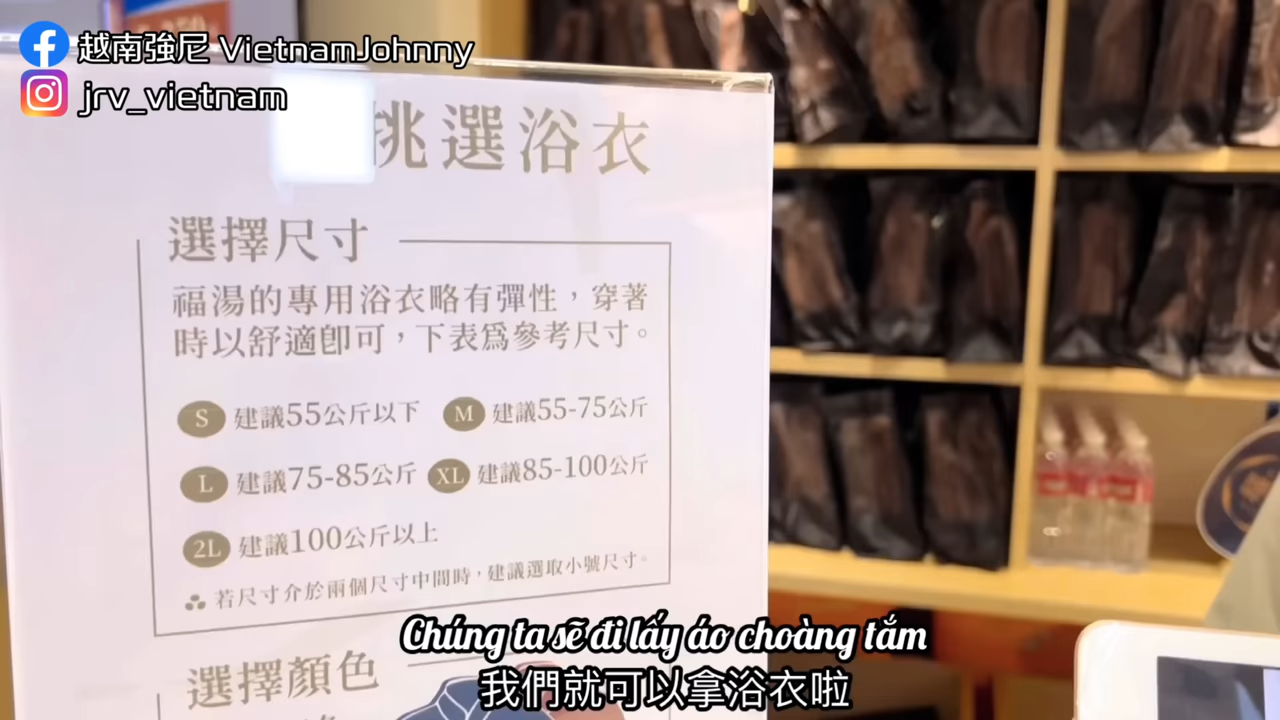 越南強尼 VietnamJohnny
jrv_vietnam
挑選浴衣
選擇尺寸
福湯的專用浴衣略有彈性，穿著
時以舒適即可，下表為參考尺寸。
S 建議55公斤以下 M 建議55-75公斤
L 建議75-85公斤 XL 建議85-100公斤
2L 建議100公斤以上
若尺寸介於兩個尺寸中間時，建議選取小號尺寸。
選擇顏色
Chúng ta sẽ đi lấy áo choàng tắm
我們就可以拿浴衣啦